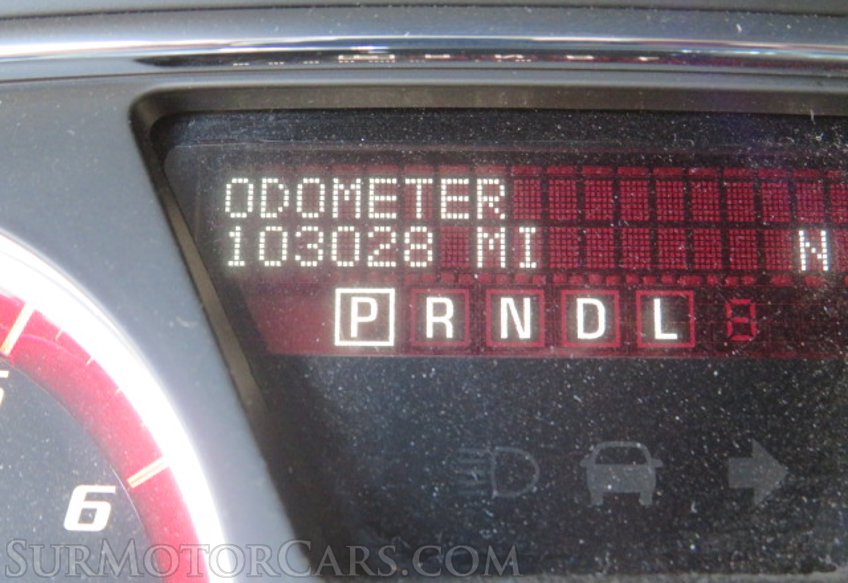 ODOMETER
103028 MI N
P R N D L
6
SURMOTORCARS.COM